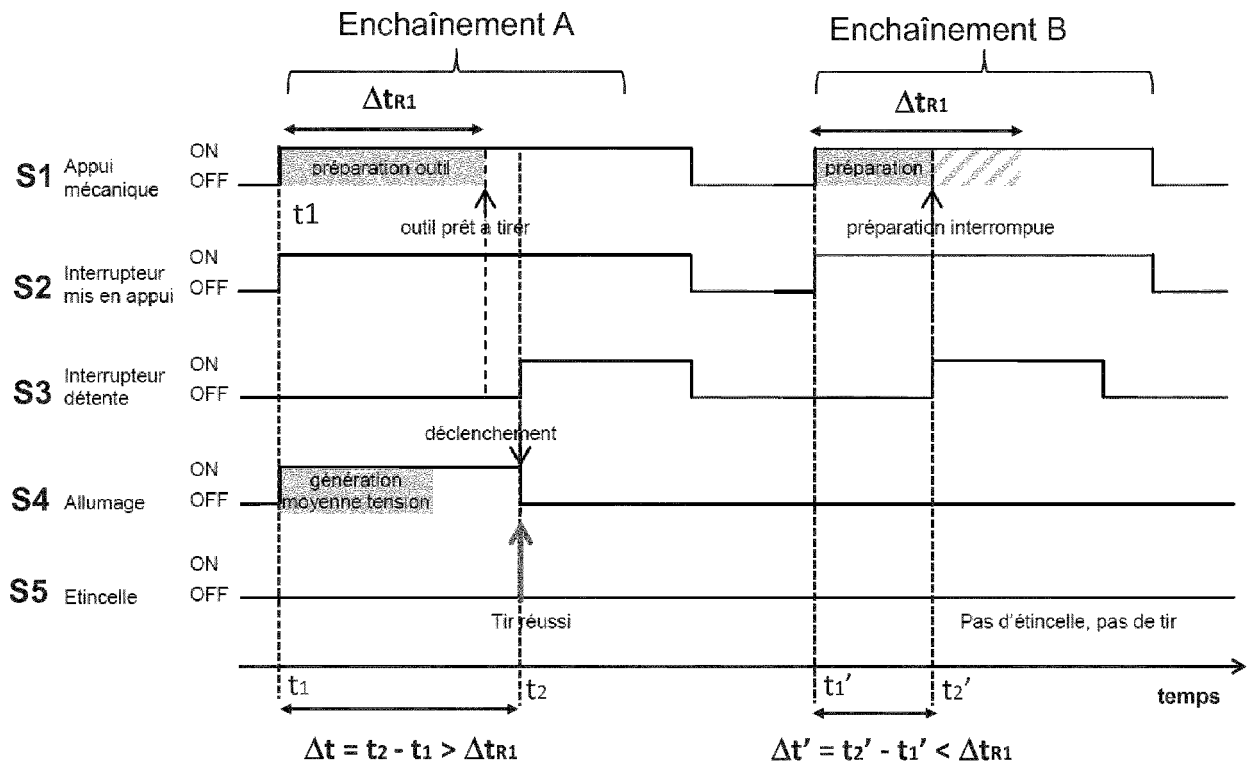 Enchaînement A
Enchaînement B
ΔtR1
ΔtR1
S1 Appui mécanique
ON
OFF
préparation outil
préparation
t1
outil prêt à tirer
préparation interrompue
S2 Interrupteur mis en appui
ON
OFF
S3 Interrupteur détente
ON
OFF
déclenchement
S4 Allumage
ON
OFF
génération
moyenne tension
S5 Etincelle
ON
OFF
Tir réussi
Pas d'étincelle, pas de tir
t1
t2
t1'
t2'
temps
Δt = t2 - t1 > ΔtR1
Δt' = t2' - t1' < ΔtR1